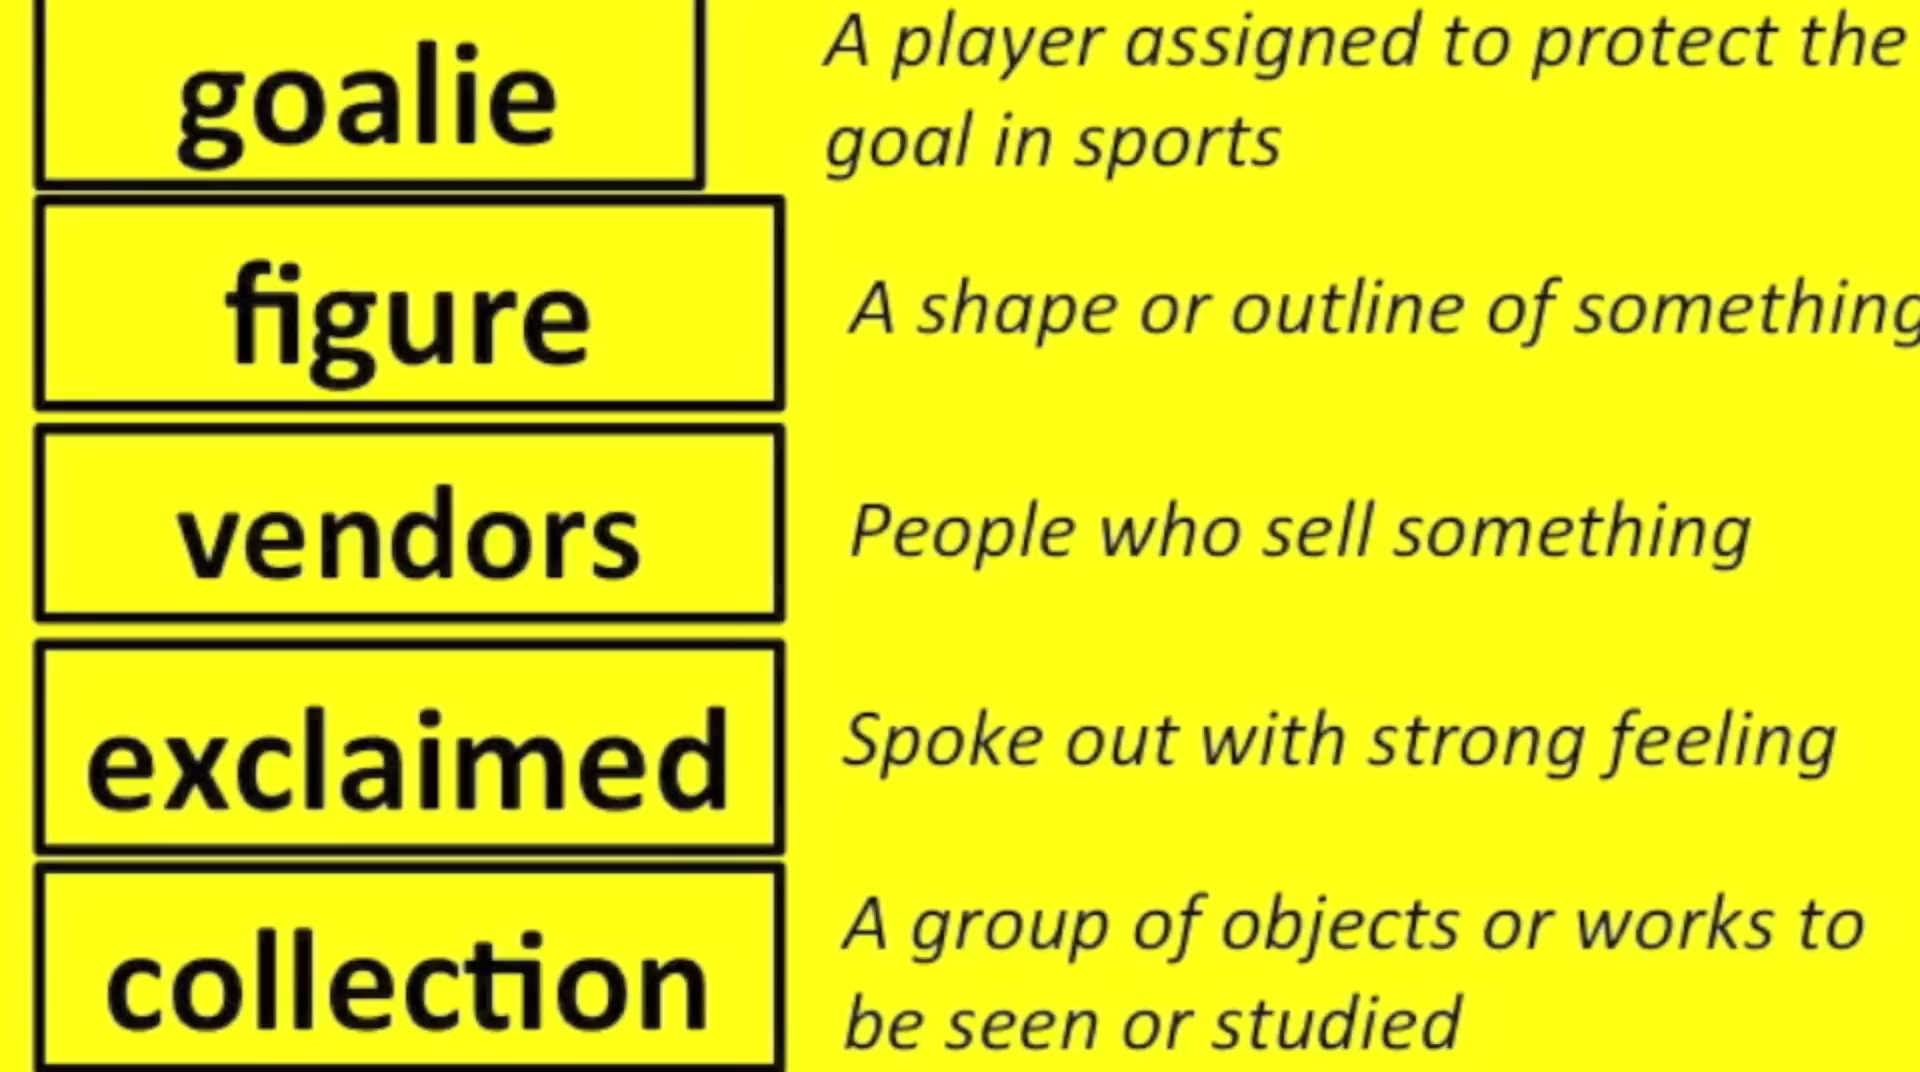 goalie
A player assigned to protect the
goal in sports
figure
A shape or outline of something
vendors
People who sell something
exclaimed
Spoke out with strong feeling
collection
A group of objects or works to
be seen or studied